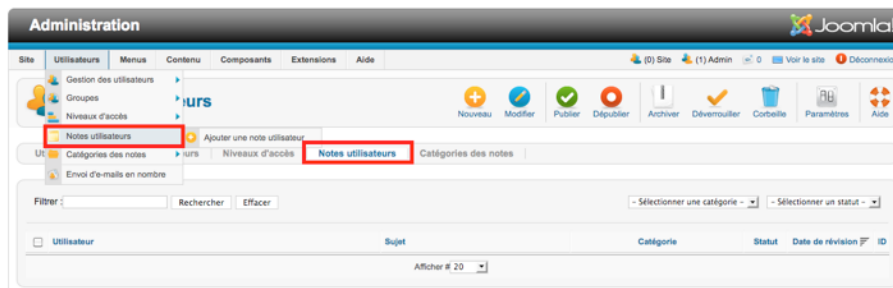 Administration
Joomla
Site Utilisateurs Menus Contenu Composants Extensions Aide (0) Site (1) Admin 0 Voir le site Déconnexio
Gestion des utilisateurs
Groupes
Niveaux d'accès
Notes utilisateurs
Ajouter une note utilisateur
Catégories des notes
Envoi d'e-mails en nombre
eurs
Nouveau Modifier Publier Dépublier Archiver Déverrouiller Corbeille Paramètres Aide
Ut urs Niveaux d'accès Notes utilisateurs Catégories des notes
Filtrer : Rechercher Effacer - Sélectionner une catégorie - - Sélectionner un statut -
Utilisateur Sujet Catégorie Statut Date de révision ID
Afficher # 20